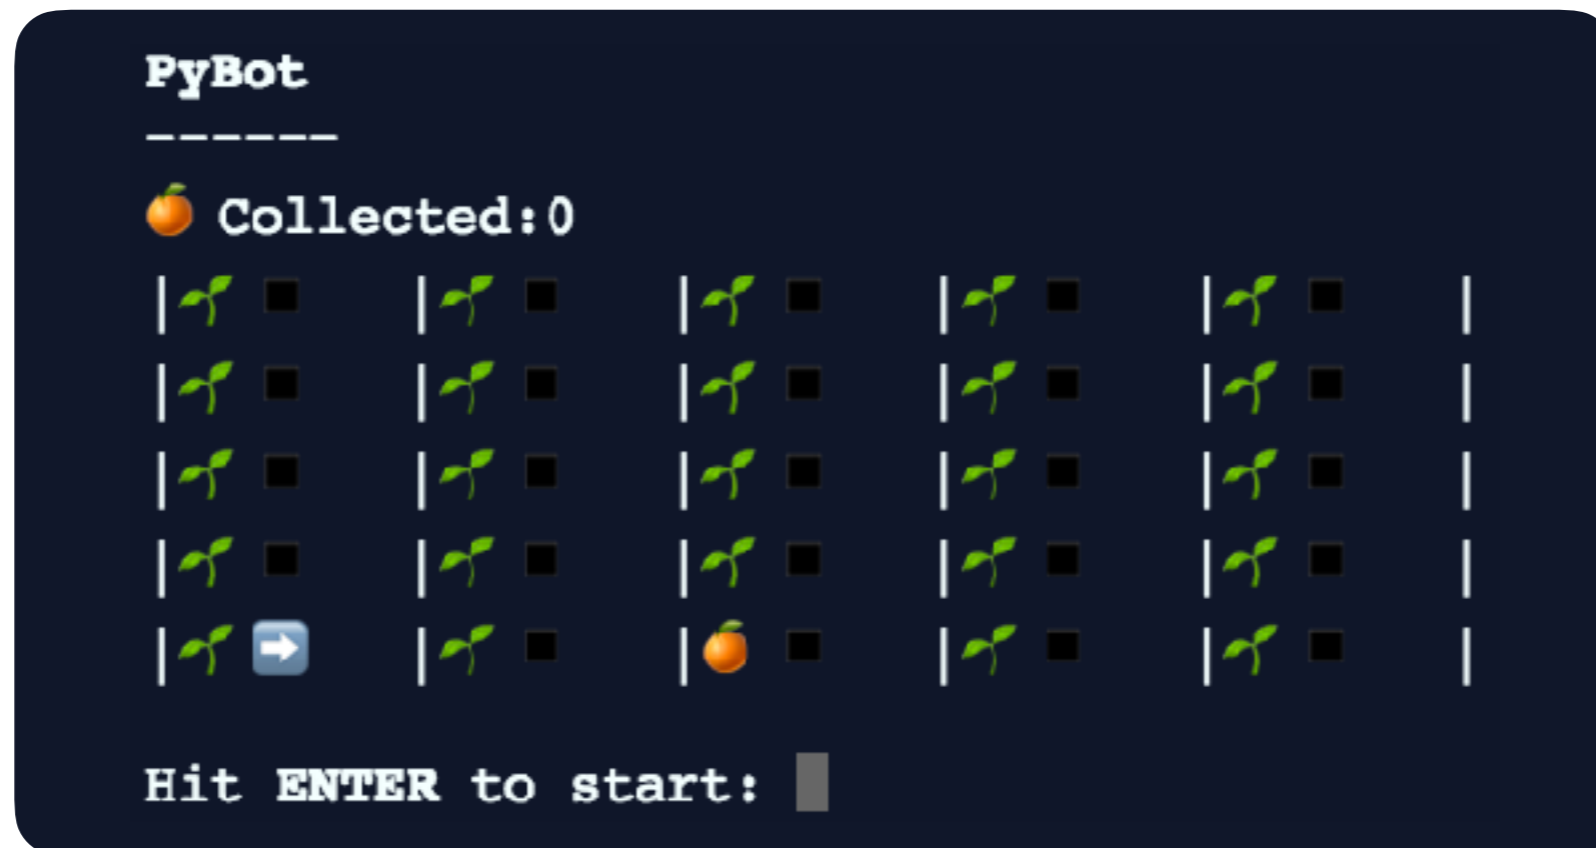 PyBot
------
🍊 Collected:0
|🌱 ◾ |🌱 ◾ |🌱 ◾ |🌱 ◾ |🌱 ◾ |
|🌱 ◾ |🌱 ◾ |🌱 ◾ |🌱 ◾ |🌱 ◾ |
|🌱 ◾ |🌱 ◾ |🌱 ◾ |🌱 ◾ |🌱 ◾ |
|🌱 ◾ |🌱 ◾ |🌱 ◾ |🌱 ◾ |🌱 ◾ |
|🌱 ➡️ |🌱 ◾ |🍊 ◾ |🌱 ◾ |🌱 ◾ |
Hit ENTER to start: